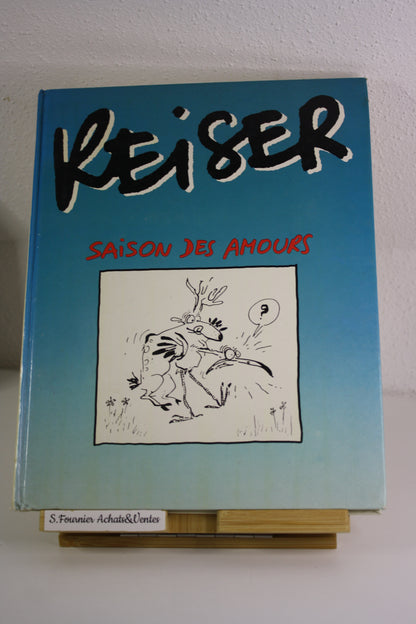 REiSER
SAiSON DES AMOURS
?
S.Fournier Achats&Ventes